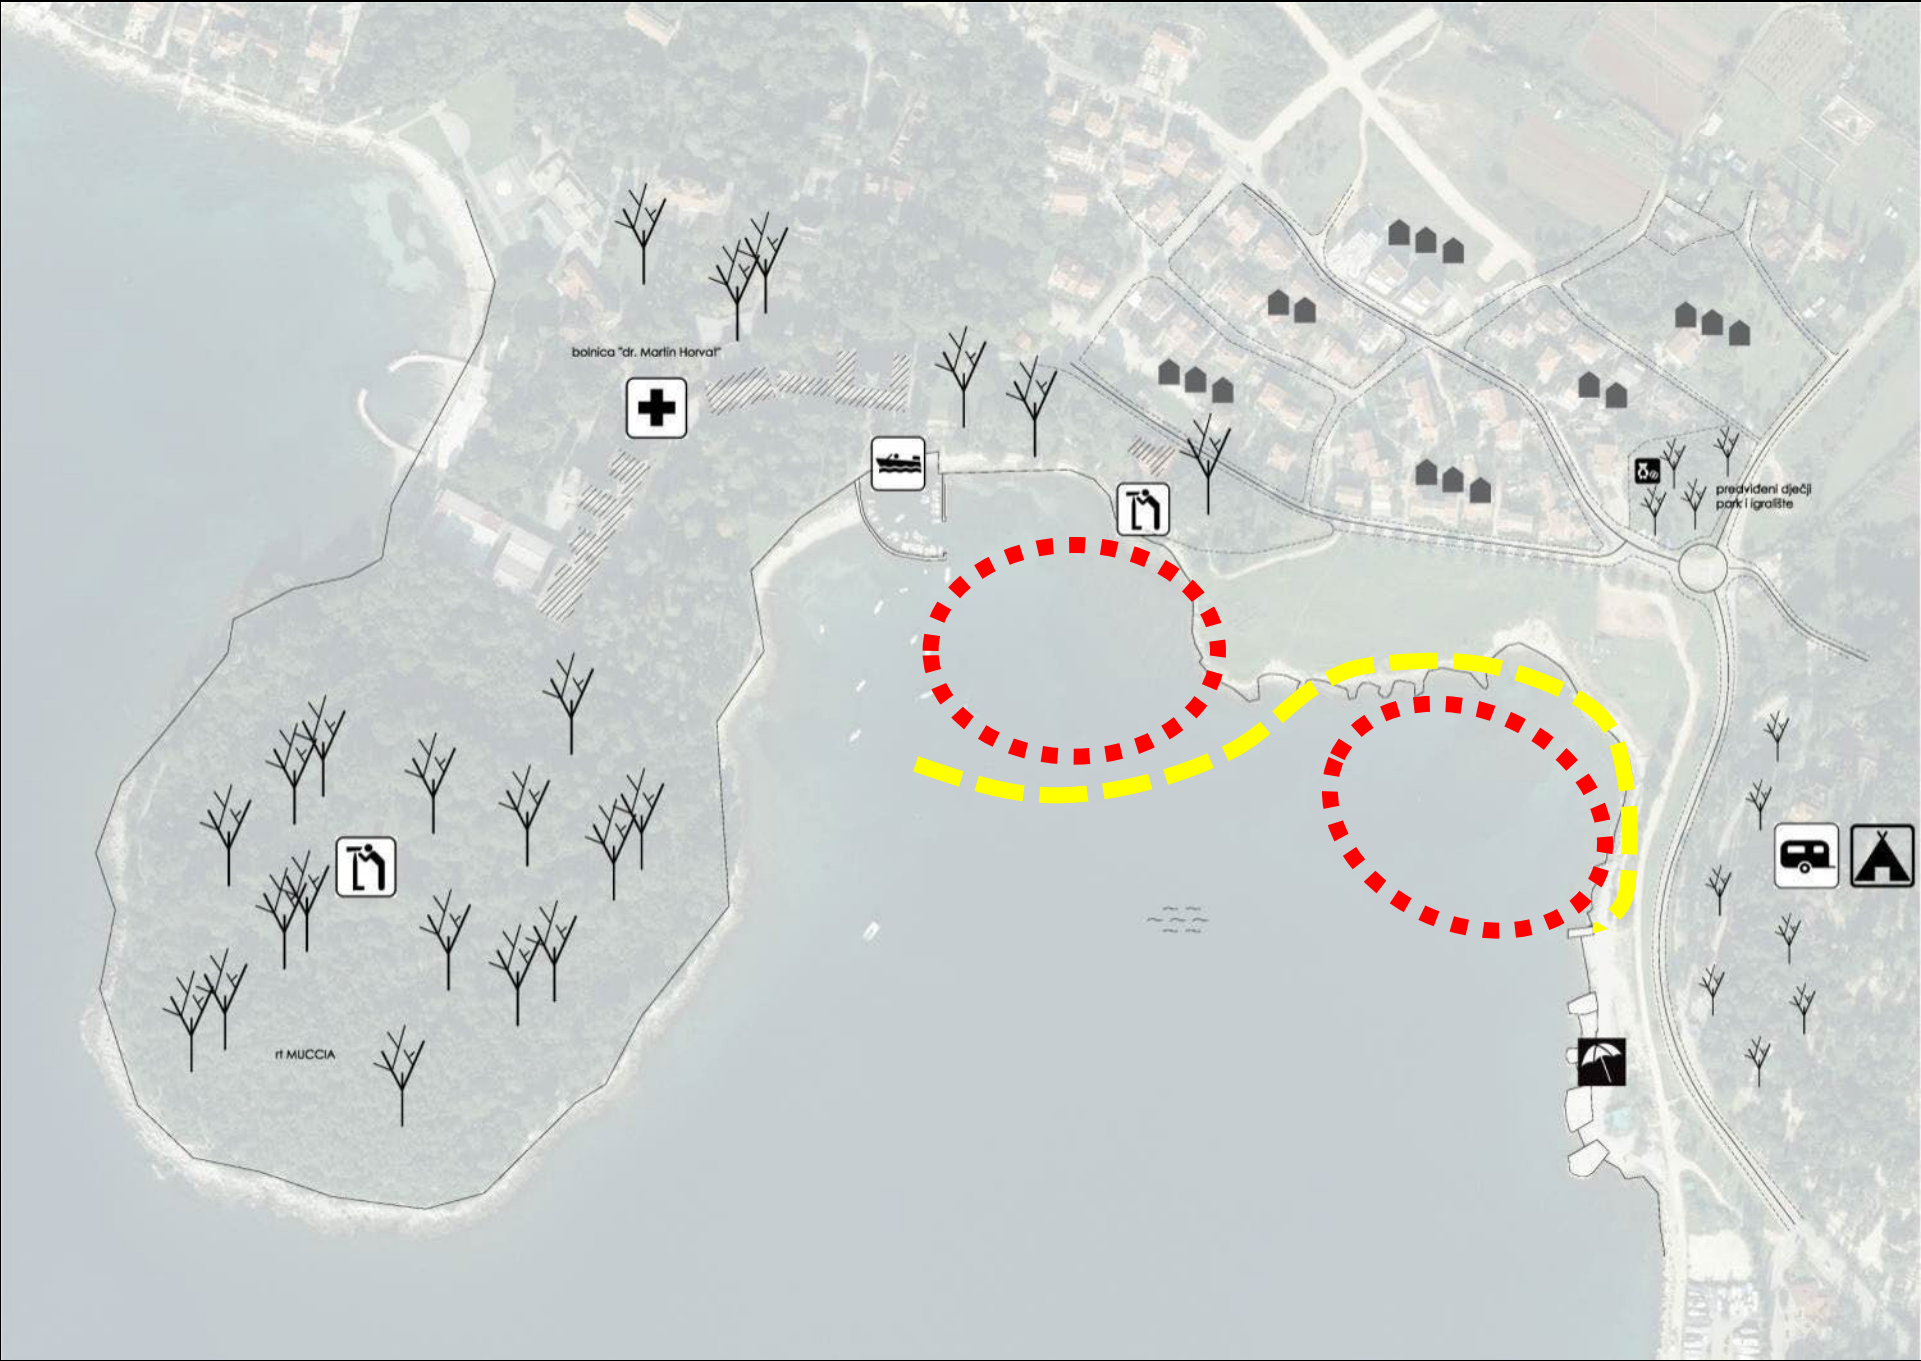 bolnica "dr. Martin Horvat"
predviđeni dječji
park i igralište
rt MUCCIA